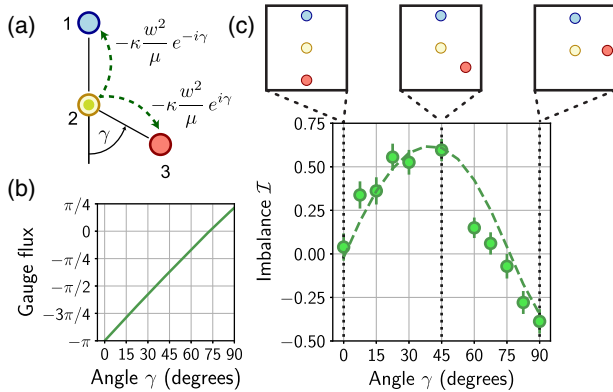 (a)
1
−κ w²/μ e^{−iγ}
−κ w²/μ e^{iγ}
2
γ
3
(b)
π/4
0
−π/4
−π/2
−3π/4
−π
Gauge flux
0 15 30 45 60 75 90
Angle γ (degrees)
(c)
0.75
0.50
0.25
0.00
−0.25
−0.50
Imbalance ℐ
0 15 30 45 60 75 90
Angle γ (degrees)